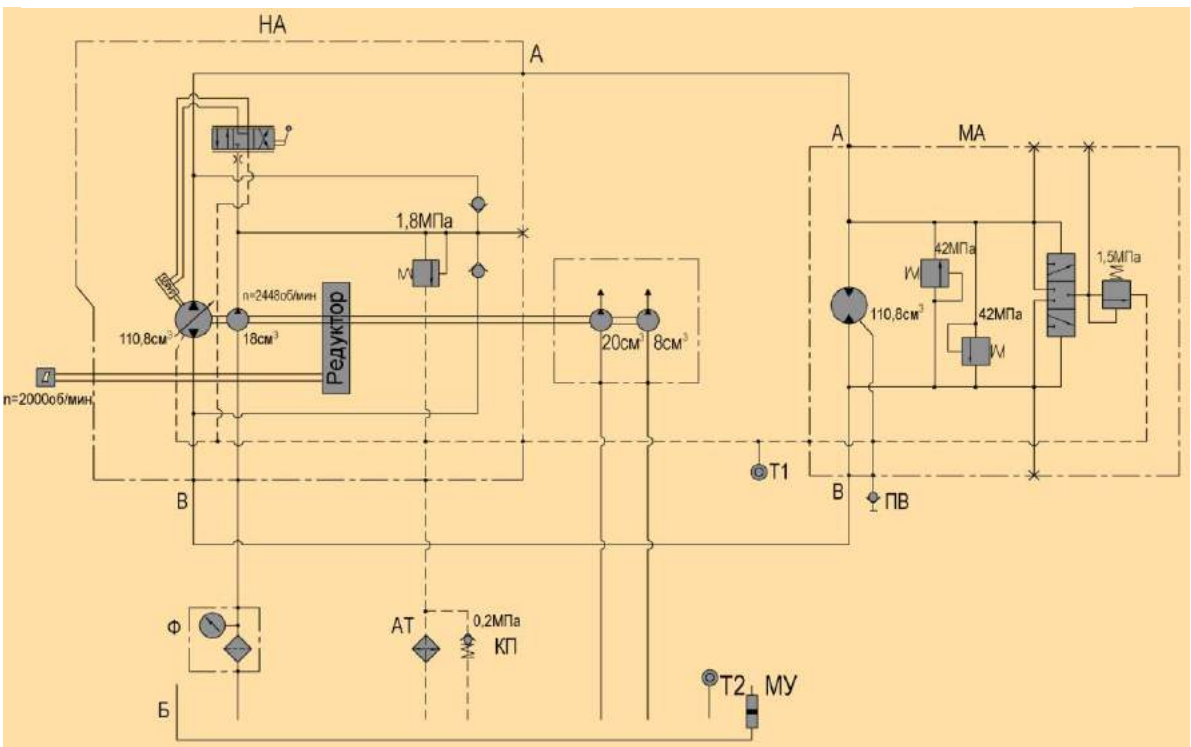 НА
А
А
МА
1,8МПа
42МПа
1,5МПа
n=2448об/мин
110,8см³
18см³
Редуктор
20см³
8см³
110,8см³
42МПа
n=2000об/мин
Т1
В
В
ПВ
Ф
АТ
0,2МПа
КП
Т2
МУ
Б